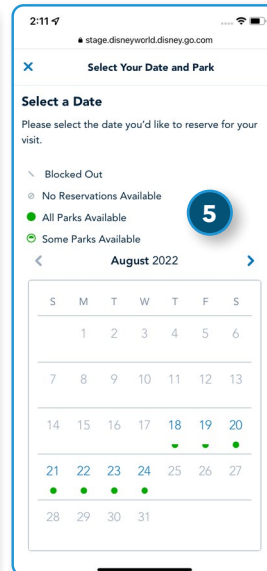 2:11
stage.disneyworld.disney.go.com
Select Your Date and Park
Select a Date
Please select the date you'd like to reserve for your
visit.
Blocked Out
No Reservations Available
All Parks Available
5
Some Parks Available
August 2022
S M T W T F S
1 2 3 4 5 6
7 8 9 10 11 12 13
14 15 16 17 18 19 20
21 22 23 24 25 26 27
28 29 30 31